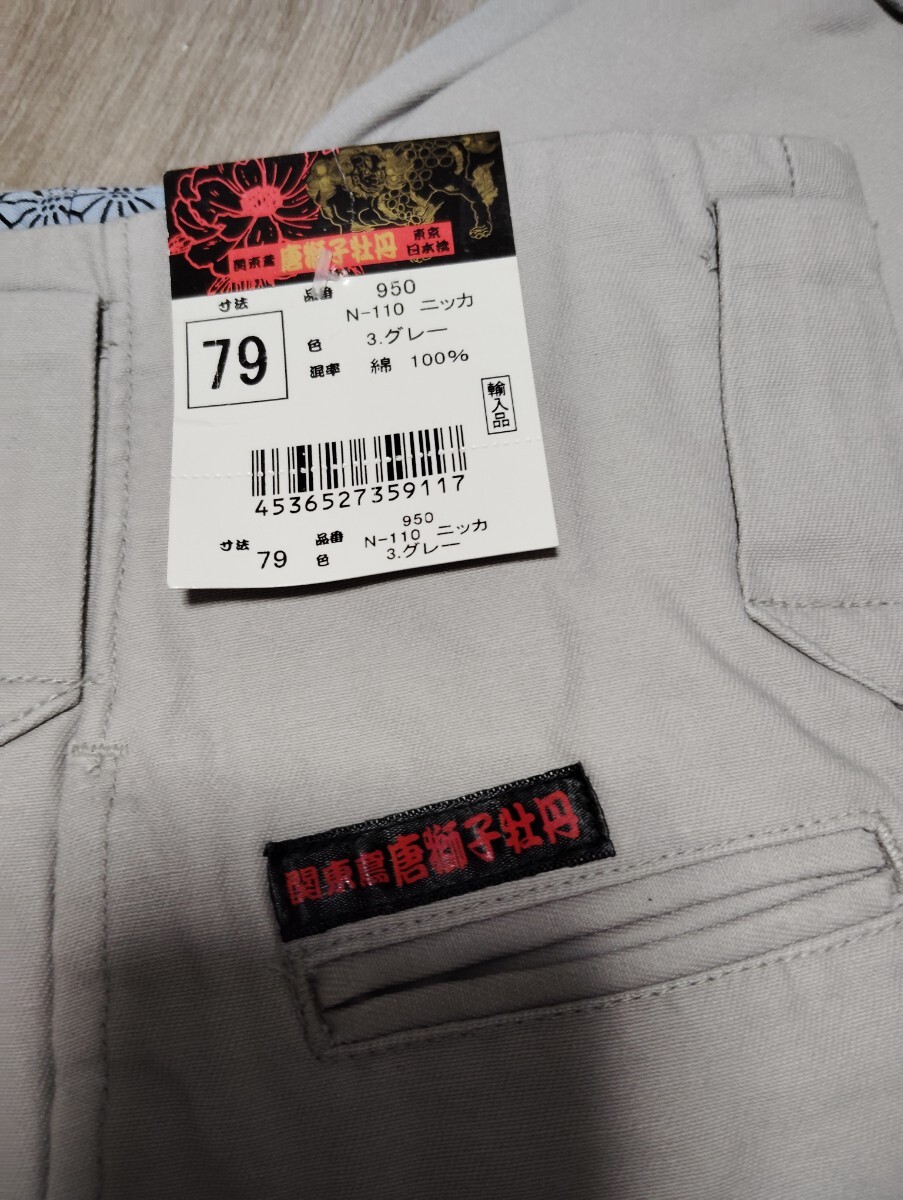 関東鳶 唐獅子牡丹 東京
日本橋
寸法 品番 950
N-110 ニッカ
79
色 3.グレー
混率 綿 100%
輸入品
4536527359117
950
寸法 品番 N-110 ニッカ
79 色 3.グレー
関東鳶唐獅子牡丹